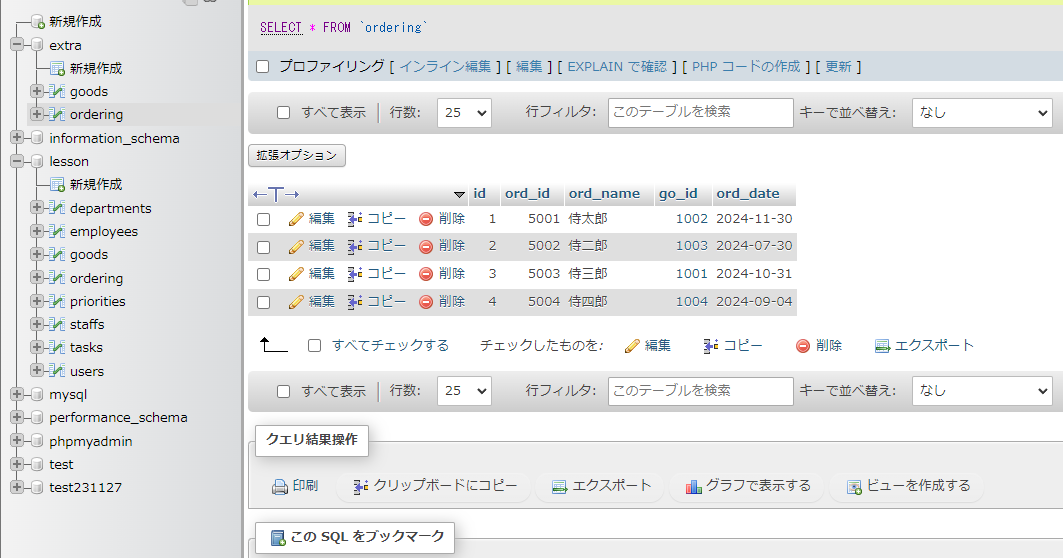 新規作成
extra
新規作成
goods
ordering
information_schema
lesson
新規作成
departments
employees
goods
ordering
priorities
staffs
tasks
users
mysql
performance_schema
phpmyadmin
test
test231127
SELECT * FROM `ordering`
プロファイリング [ インライン編集 ] [ 編集 ] [ EXPLAIN で確認 ] [ PHP コードの作成 ] [ 更新 ]
すべて表示 行数: 25 行フィルタ: このテーブルを検索 キーで並べ替え: なし
拡張オプション
id ord_id ord_name go_id ord_date
編集 コピー 削除 1 5001 侍太郎 1002 2024-11-30
編集 コピー 削除 2 5002 侍二郎 1003 2024-07-30
編集 コピー 削除 3 5003 侍三郎 1001 2024-10-31
編集 コピー 削除 4 5004 侍四郎 1004 2024-09-04
すべてチェックする チェックしたものを: 編集 コピー 削除 エクスポート
すべて表示 行数: 25 行フィルタ: このテーブルを検索 キーで並べ替え: なし
クエリ結果操作
印刷 クリップボードにコピー エクスポート グラフで表示する ビューを作成する
この SQL をブックマーク